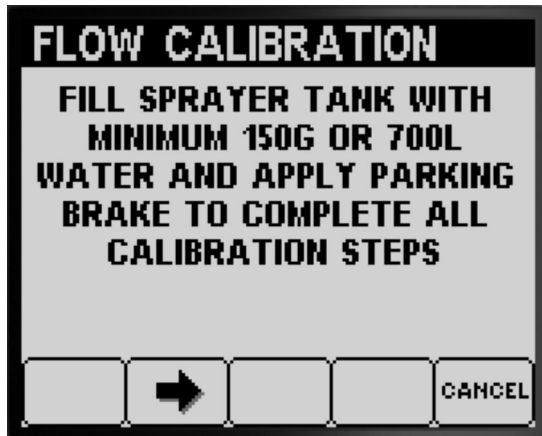 FLOW CALIBRATION
FILL SPRAYER TANK WITH
MINIMUM 150G OR 700L
WATER AND APPLY PARKING
BRAKE TO COMPLETE ALL
CALIBRATION STEPS
CANCEL